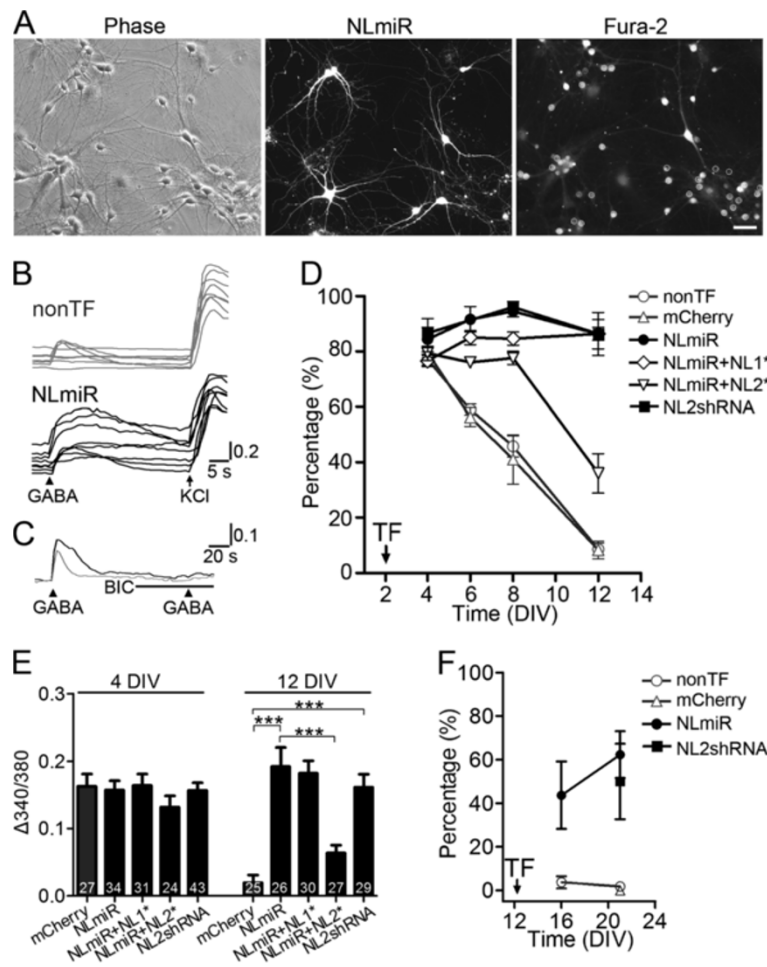 A
Phase
NLmiR
Fura-2
B
nonTF
NLmiR
0.2
5 s
GABA
KCl
C
0.1
20 s
BIC
GABA
GABA
D
100
80
60
40
20
0
Percentage (%)
TF
2
4
6
8
10
12
14
Time (DIV)
nonTF
mCherry
NLmiR
NLmiR+NL1*
NLmiR+NL2*
NL2shRNA
E
4 DIV
12 DIV
***
***
***
0.3
0.2
0.1
0.0
Δ340/380
27
34
31
24
43
25
26
30
27
29
mCherry
NLmiR
NLmiR+NL1*
NLmiR+NL2*
NL2shRNA
mCherry
NLmiR
NLmiR+NL1*
NLmiR+NL2*
NL2shRNA
F
100
80
60
40
20
0
Percentage (%)
TF
12
16
20
24
Time (DIV)
nonTF
mCherry
NLmiR
NL2shRNA